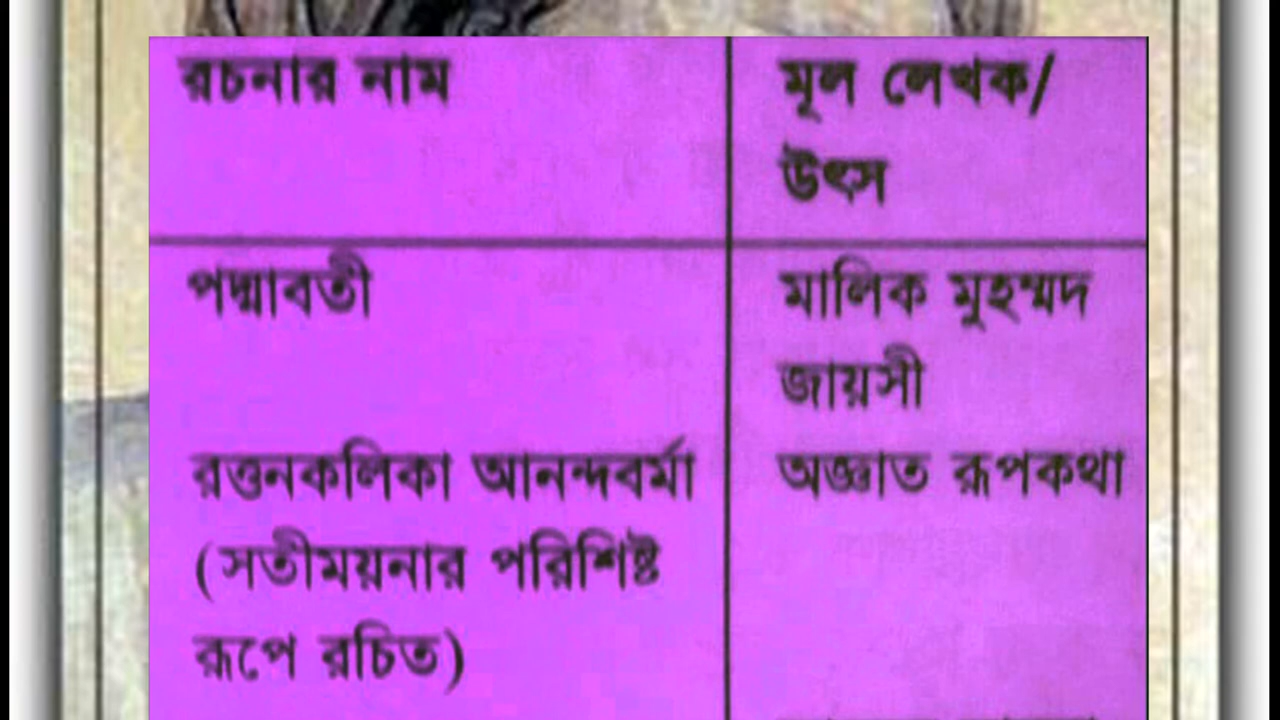 রচনার নাম
মূল লেখক/
উৎস
পদ্মাবতী
মালিক মুহম্মদ
জায়সী
রত্তনকলিকা আনন্দবর্মা
(সতীময়নার পরিশিষ্ট
রূপে রচিত)
অজ্ঞাত রূপকথা